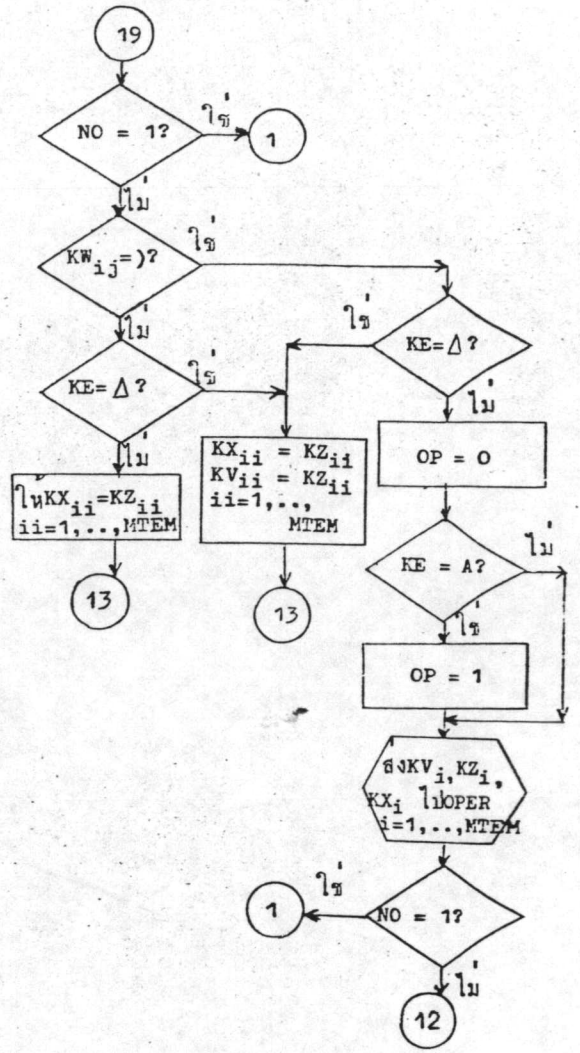 19
NO = 1?
ใช่
1
ไม่
KWij=)?
ใช่
ไม่
KE=Δ?
ใช่
ไม่
KE=Δ?
ใช่
ไม่
ให้KXii=KZii
ii=1,..,MTEM
13
KXii = KZii
KVii = KZii
ii=1,..,
MTEM
13
OP = 0
KE = A?
ไม่
ใช่
OP = 1
ส่งKVi,KZi,
KXi ไปOPER
i=1,..,MTEM
NO = 1?
ใช่
1
ไม่
12